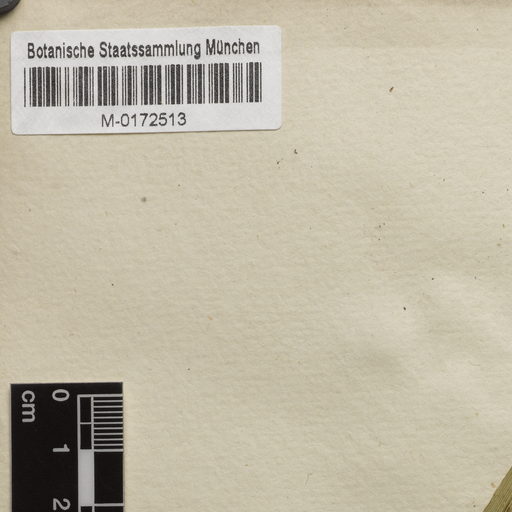 Botanische Staatssammlung München
M-0172513
cm
0
1
2